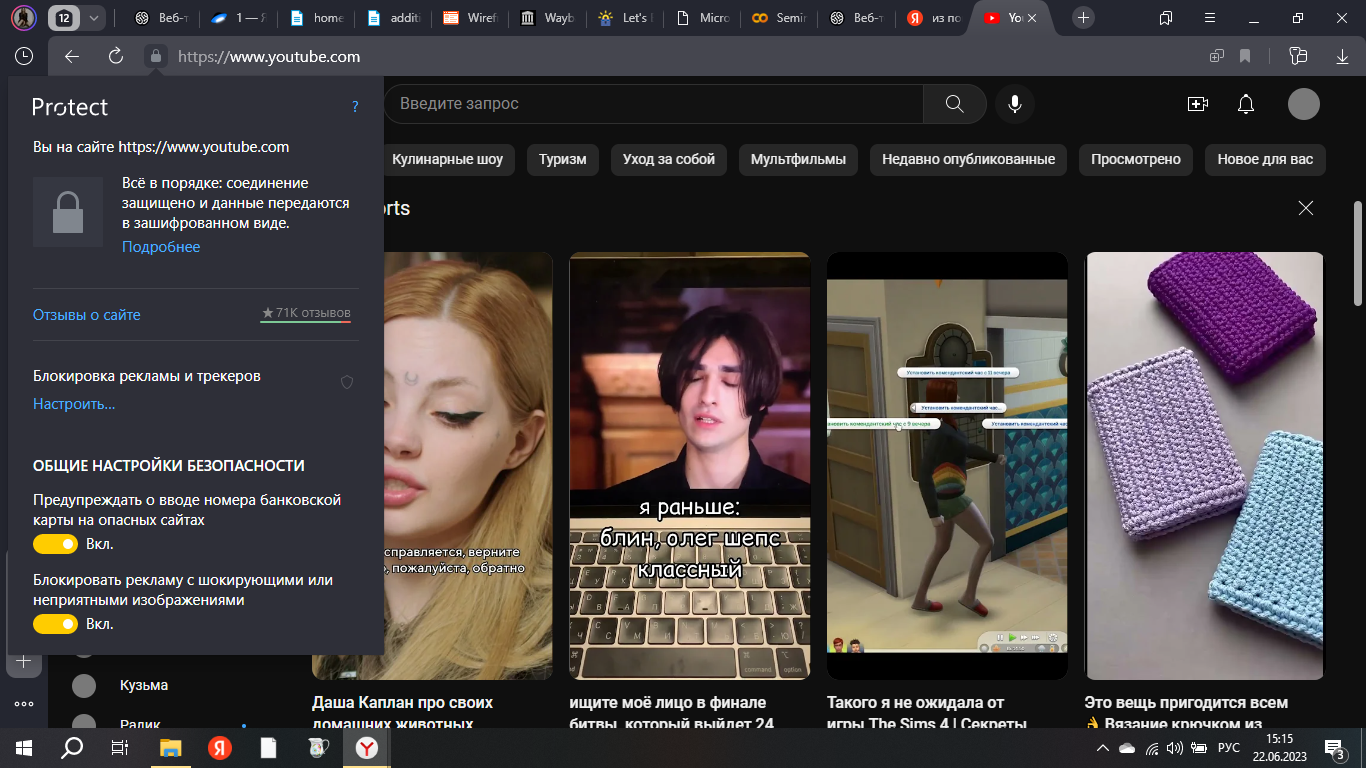 12
Веб-т
1 — Я
home
additi
Wirefr
Wayb
Let's
Micro
Semin
Веб-т
из по
You
https://www.youtube.com
Protect
?
Вы на сайте https://www.youtube.com
Всё в порядке: соединение
защищено и данные передаются
в зашифрованном виде.
Подробнее
Отзывы о сайте
71K отзывов
Блокировка рекламы и трекеров
Настроить...
ОБЩИЕ НАСТРОЙКИ БЕЗОПАСНОСТИ
Предупреждать о вводе номера банковской
карты на опасных сайтах
Вкл.
Блокировать рекламу с шокирующими или
неприятными изображениями
Вкл.
Введите запрос
Кулинарные шоу
Туризм
Уход за собой
Мультфильмы
Недавно опубликованные
Просмотрено
Новое для вас
orts
справляется, верните
о, пожалуйста, обратно
я раньше:
блин, олег шепс
классный
command
option
Установить комендантский час с 11 вечера
Установить комендантский час...
ановить комендантский час с 9 вечера
Установить комендантский час
Кузьма
Радик
Даша Каплан про своих
домашних животных
ищите моё лицо в финале
битвы, который выйдет 24
Такого я не ожидала от
игры The Sims 4 | Секреты
Это вещь пригодится всем
👌 Вязание крючком из
РУС
15:15
22.06.2023
3